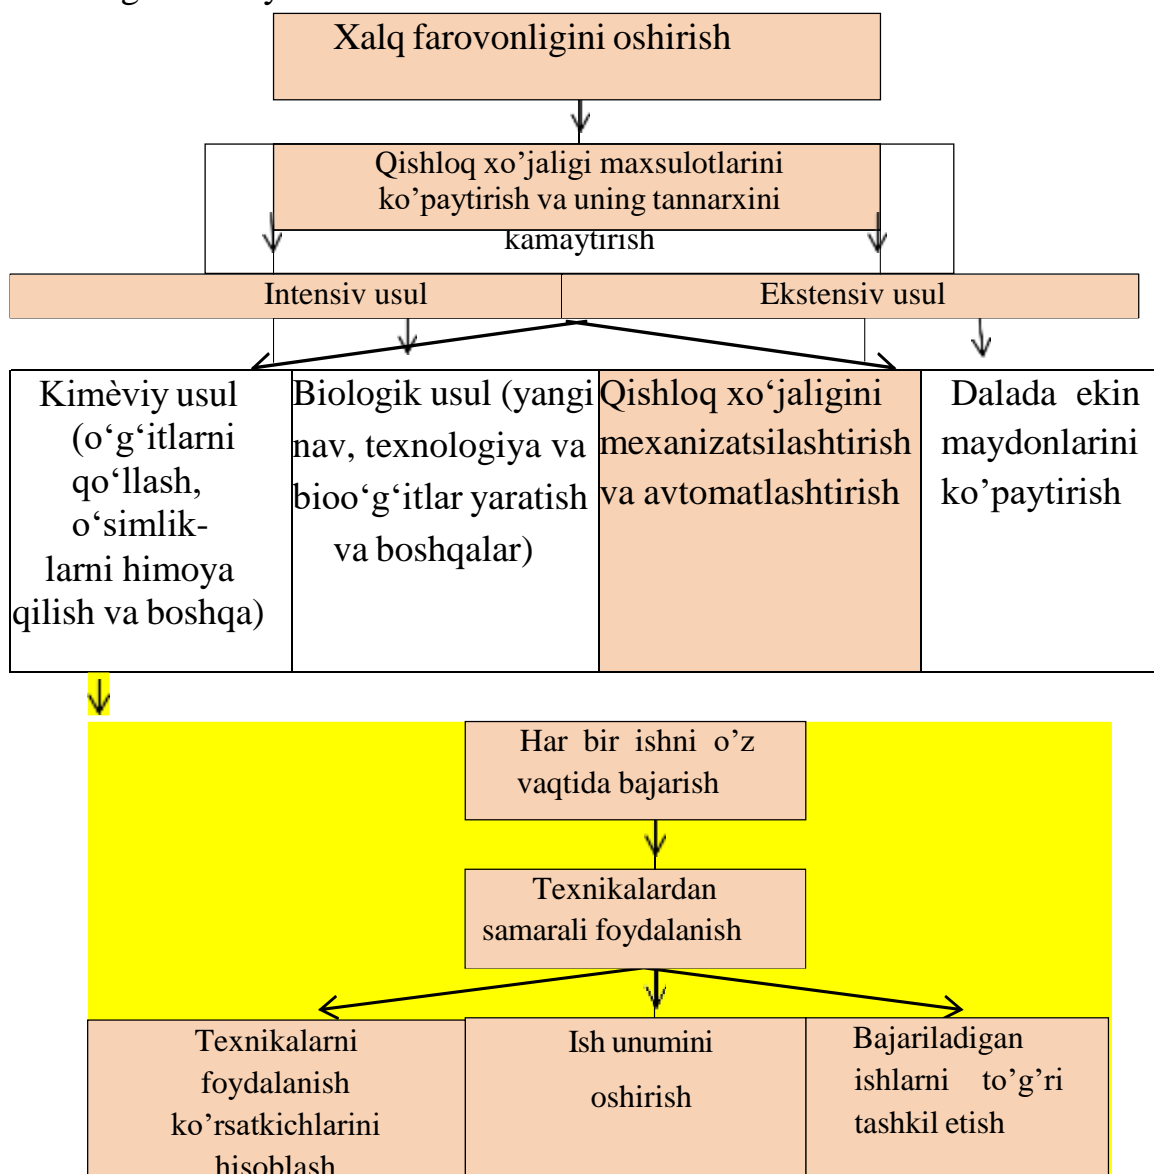 Xalq farovonligini oshirish
Qishloq xo’jaligi maxsulotlarini
ko’paytirish va uning tannarxini
kamaytirish
Intensiv usul
Ekstensiv usul
Kimèviy usul
(o‘g‘itlarni
qo‘llash,
o‘simlik-
larni himoya
qilish va boshqa)
Biologik usul (yangi
nav, texnologiya va
bioo‘g‘itlar yaratish
va boshqalar)
Qishloq xo‘jaligini
mexanizatsilashtirish
va avtomatlashtirish
Dalada ekin
maydonlarini
ko’paytirish
Har bir ishni o’z
vaqtida bajarish
Texnikalardan
samarali foydalanish
Texnikalarni
foydalanish
ko’rsatkichlarini
hisoblash
Ish unumini
oshirish
Bajariladigan
ishlarni to’g’ri
tashkil etish